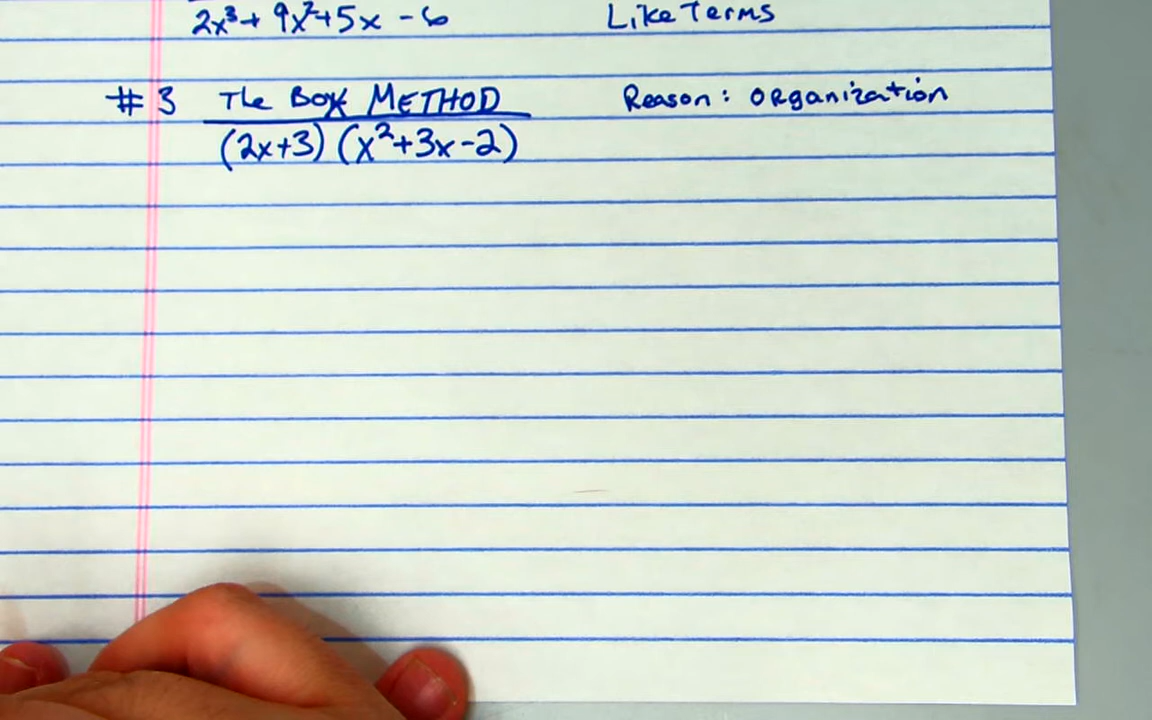 2x³+ 9x²+5x -6 Like Terms
# 3 The Box METHOD Reason: organization
(2x+3) (x²+3x-2)